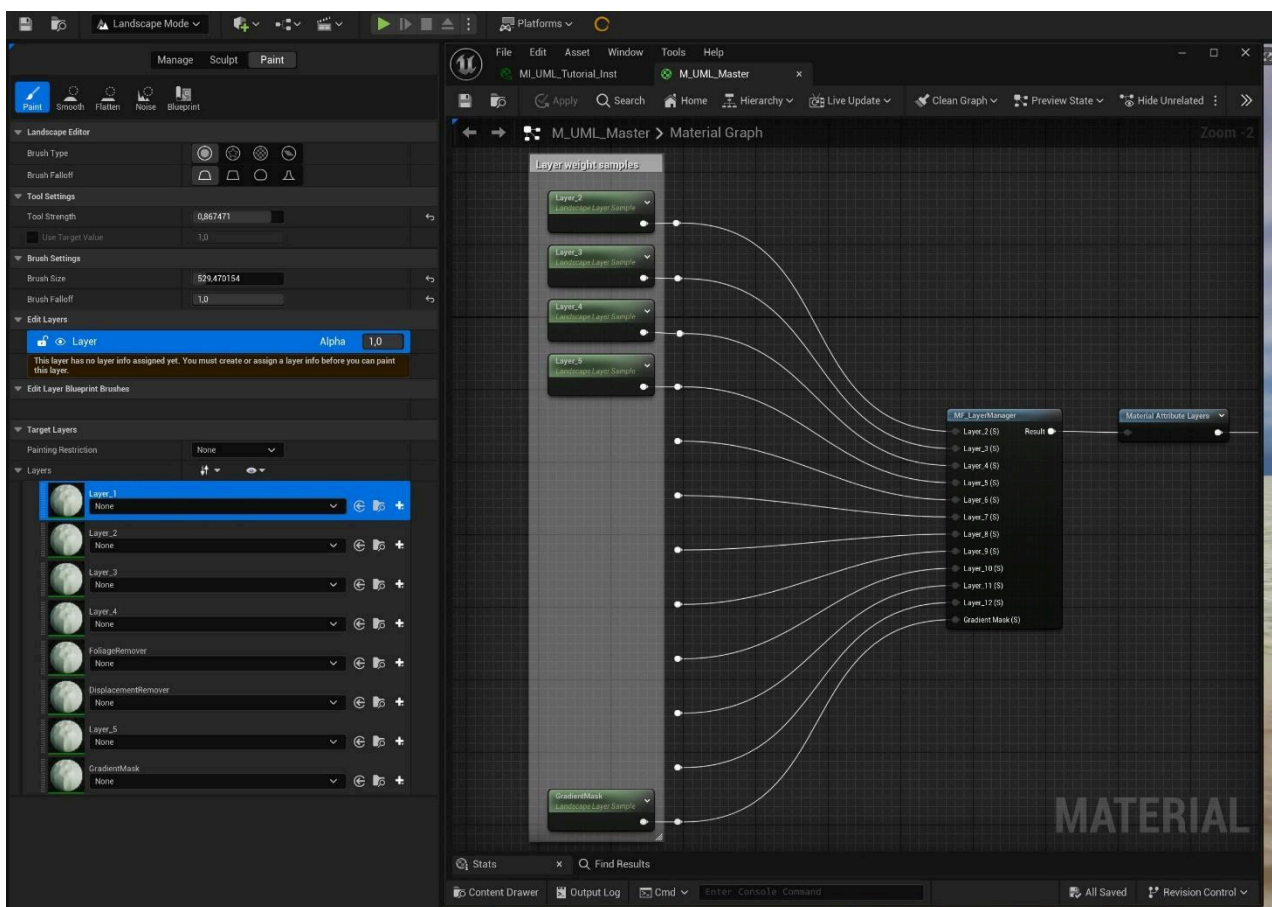 Landscape Mode
Platforms
Manage Sculpt Paint
Paint Smooth Flatten Noise Blueprint
Landscape Editor
Brush Type
Brush Falloff
Tool Settings
Tool Strength 0,867471
Use Target Value 1,0
Brush Settings
Brush Size 529,470154
Brush Falloff 1,0
Edit Layers
Layer Alpha 1,0
This layer has no layer info assigned yet. You must create or assign a layer info before you can paint
this layer.
Edit Layer Blueprint Brushes
Target Layers
Painting Restriction None
Layers
Layer_1
None
Layer_2
None
Layer_3
None
Layer_4
None
FoliageRemover
None
DisplacementRemover
None
Layer_5
None
GradientMask
None
File Edit Asset Window Tools Help
MI_UML_Tutorial_Inst M_UML_Master
Apply Search Home Hierarchy Live Update Clean Graph Preview State Hide Unrelated
M_UML_Master > Material Graph Zoom -2
Layer weight samples
Layer_2
Landscape Layer Sample
Layer_3
Landscape Layer Sample
Layer_4
Landscape Layer Sample
Layer_5
Landscape Layer Sample
GradientMask
Landscape Layer Sample
MF_LayerManager
Layer_2 (S) Result
Layer_3 (S)
Layer_4 (S)
Layer_5 (S)
Layer_6 (S)
Layer_7 (S)
Layer_8 (S)
Layer_9 (S)
Layer_10 (S)
Layer_11 (S)
Layer_12 (S)
Gradient Mask (S)
Material Attribute Layers
MATERIAL
Stats Find Results
Content Drawer Output Log Cmd Enter Console Command All Saved Revision Control